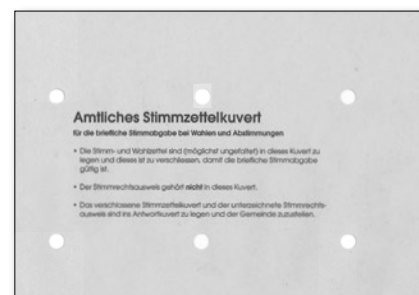 Amtliches Stimmzettelkuvert
für die briefliche Stimmabgabe bei Wahlen und Abstimmungen
• Die Stimm- und Wahlzettel sind (möglichst ungefaltet) in dieses Kuvert zu
legen und dieses ist zu verschliessen, damit die briefliche Stimmabgabe
gültig ist.
• Der Stimmrechtsausweis gehört nicht in dieses Kuvert.
• Das verschlossene Stimmzettelkuvert und der unterzeichnete Stimmrechts-
ausweis sind ins Antwortkuvert zu legen und der Gemeinde zuzustellen.